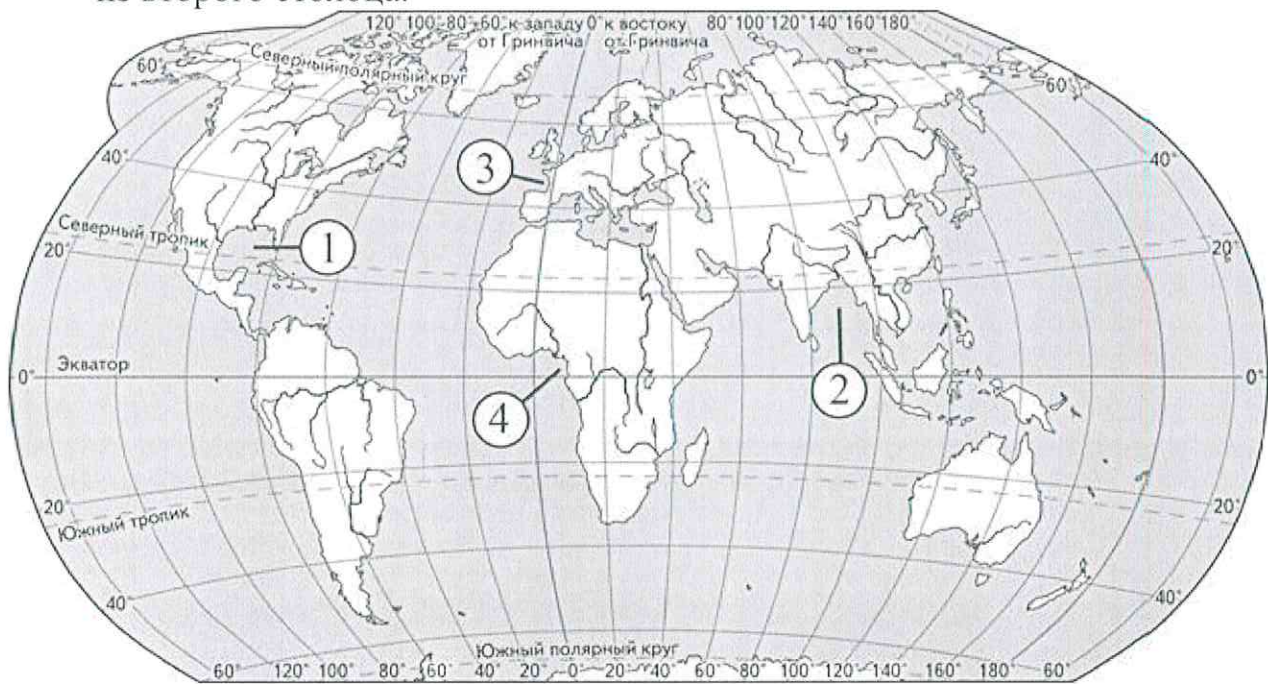 из второго столбца.
120° 100° 80° 60° к западу 0° к востоку 80 100°120°140°160°180°
от Гринвича от Гринвича
Северный полярный круг
60°
60°
40°
40°
3
Северный тропик
20°
1
20°
Экватор
0°
2
0°
4
20°
Южный тропик
20°
40°
40°
Южный полярный круг
60° 120° 100° 80° 60° 40° 20° 0° 20° 40° 60° 80° 100° 120° 140° 160° 180° 60°